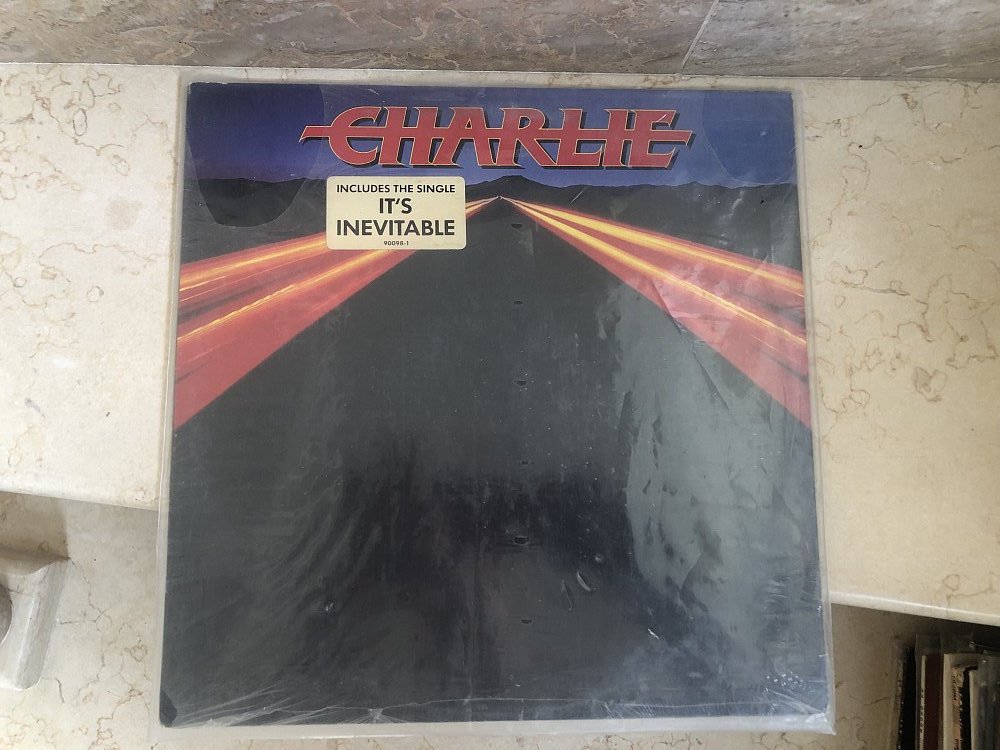 CHARLIE
INCLUDES THE SINGLE
IT'S
INEVITABLE
90098-1